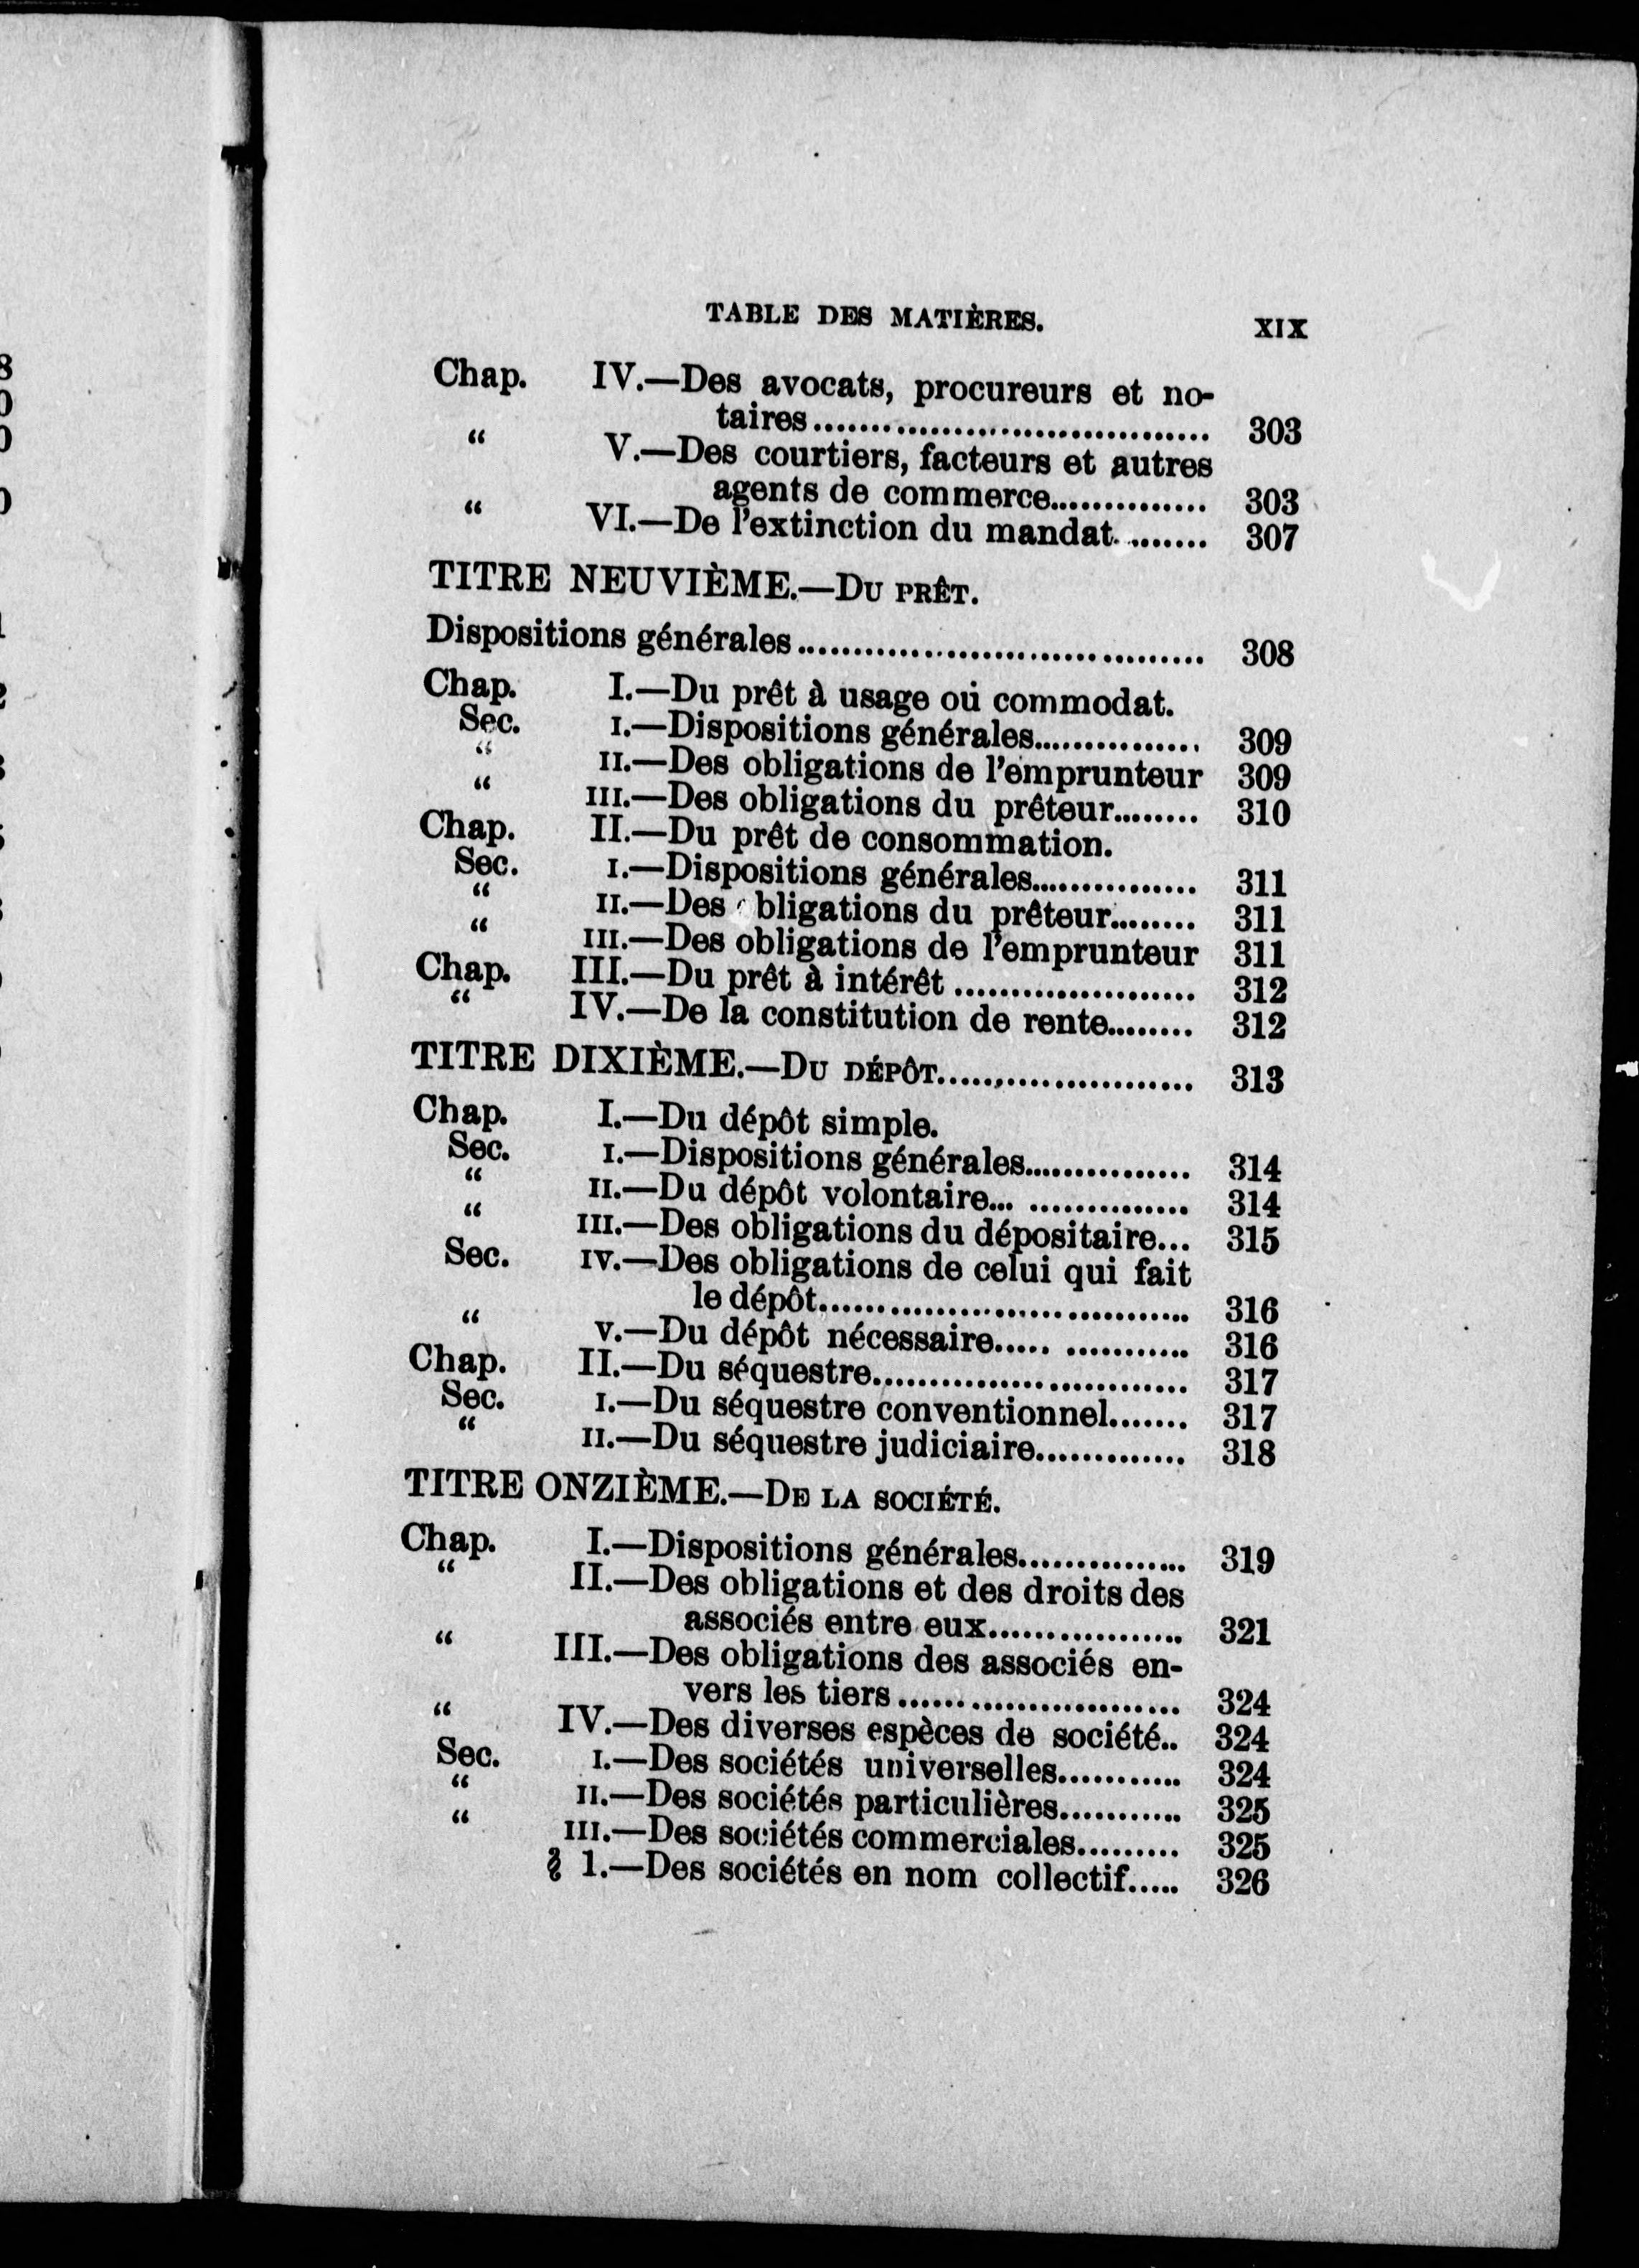 TABLE DES MATIÈRES. XIX
Chap. IV.—Des avocats, procureurs et no-
taires........................................ 303
“ V.—Des courtiers, facteurs et autres
agents de commerce............... 303
“ VI.—De l'extinction du mandat......... 307
TITRE NEUVIÈME.—DU PRÊT.
Dispositions générales........................................ 308
Chap. I.—Du prêt à usage ou commodat.
Sec. I.—Dispositions générales................ 309
“ II.—Des obligations de l'emprunteur 309
“ III.—Des obligations du prêteur........ 310
Chap. II.—Du prêt de consommation.
Sec. I.—Dispositions générales................ 311
“ II.—Des bligations du prêteur........ 311
“ III.—Des obligations de l'emprunteur 311
Chap. III.—Du prêt à intérêt ........................ 312
“ IV.—De la constitution de rente........ 312
TITRE DIXIÈME.—DU DÉPÔT......................... 313
Chap. I.—Du dépôt simple.
Sec. I.—Dispositions générales................ 314
“ II.—Du dépôt volontaire... ............... 314
“ III.—Des obligations du dépositaire... 315
Sec. IV.—Des obligations de celui qui fait
le dépôt.................................... 316
“ V.—Du dépôt nécessaire..... ............ 316
Chap. II.—Du séquestre............................... 317
Sec. I.—Du séquestre conventionnel....... 317
“ II.—Du séquestre judiciaire.............. 318
TITRE ONZIÈME.—DE LA SOCIÉTÉ.
Chap. I.—Dispositions générales................ 319
“ II.—Des obligations et des droits des
associés entre eux................... 321
“ III.—Des obligations des associés en-
vers les tiers............................ 324
“ IV.—Des diverses espèces de société.. 324
Sec. I.—Des sociétés universelles............ 324
“ II.—Des sociétés particulières............ 325
“ III.—Des sociétés commerciales.......... 325
§ 1.—Des sociétés en nom collectif..... 326